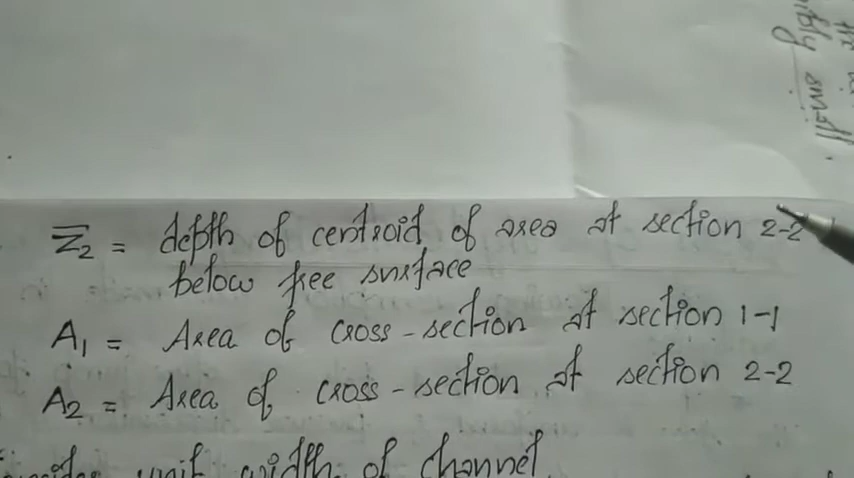 Z̅₂ = depth of centroid of area at section 2-2
below free surface
A₁ = Area of cross-section at section 1-1
A₂ = Area of cross-section at section 2-2
unit width of channel